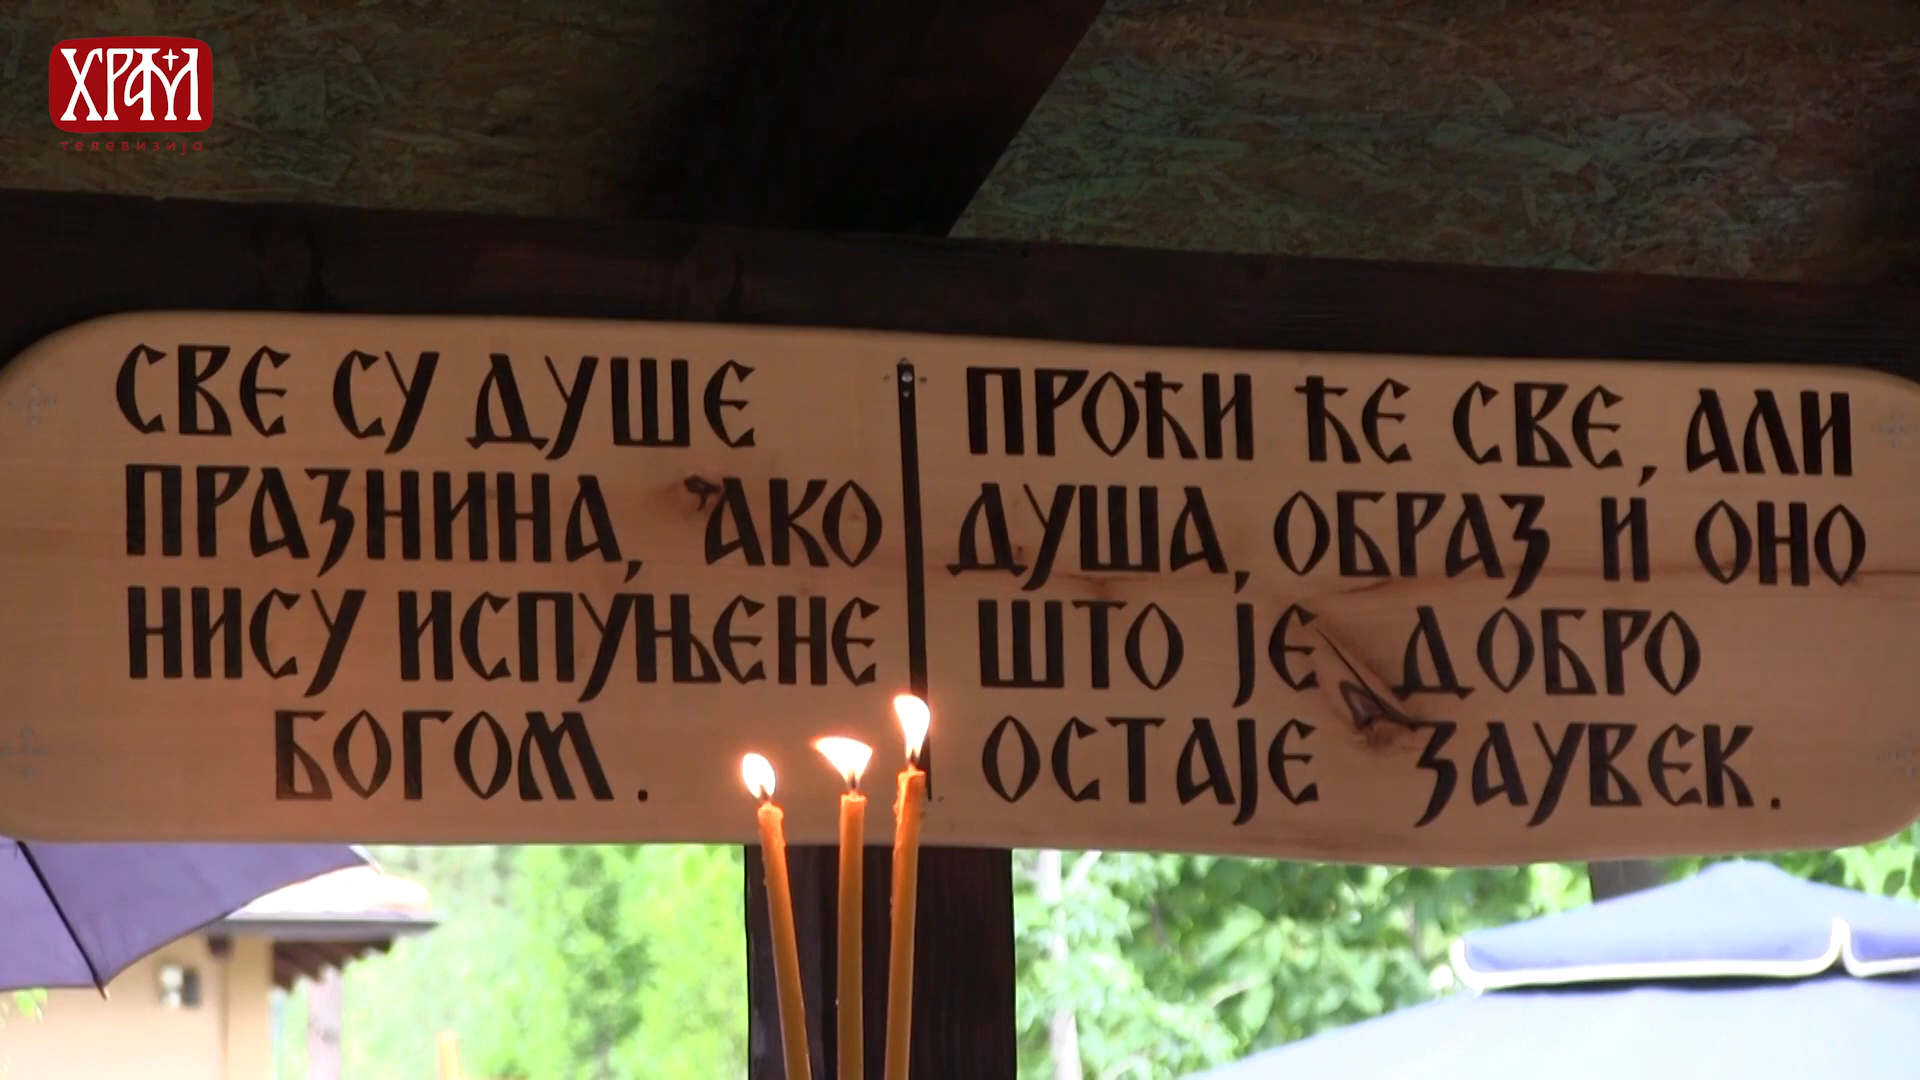 ХРАМ
телевизија
СВЕ СУ ДУШЕ
ПРАЗНИНА, АКО
НИСУ ИСПУЊЕНЕ
БОГОМ.
ПРОЋИ ЋЕ СВЕ, АЛИ
ДУША, ОБРАЗ И ОНО
ШТО ЈЕ ДОБРО
ОСТАЈЕ ЗАУВЕК.